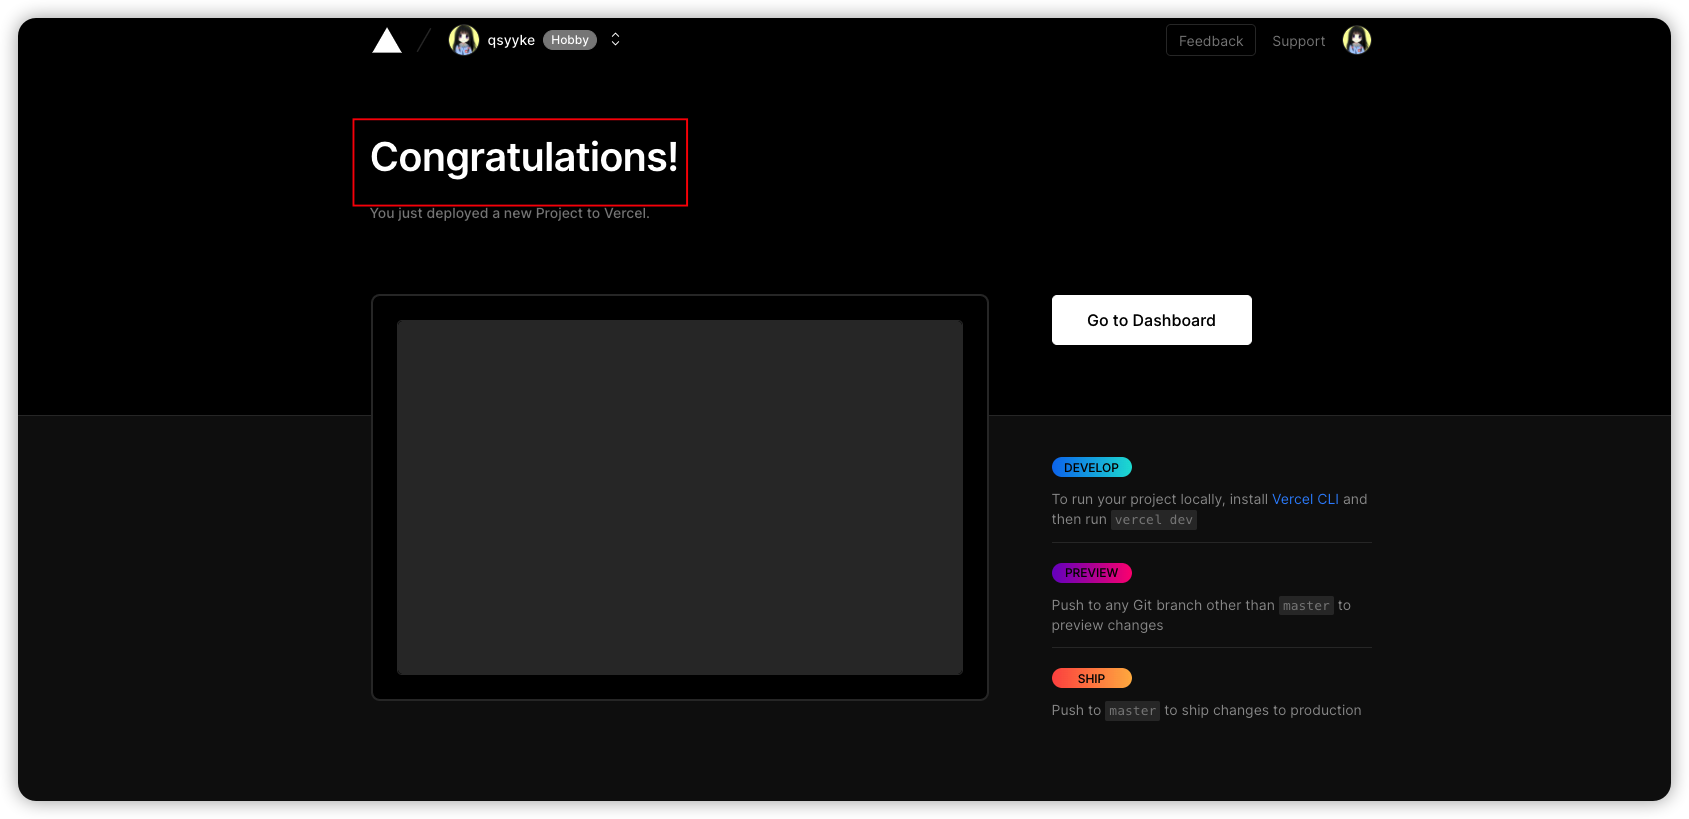 qsyyke Hobby
Feedback Support
Congratulations!
You just deployed a new Project to Vercel.
Go to Dashboard
DEVELOP
To run your project locally, install Vercel CLI and
then run vercel dev
PREVIEW
Push to any Git branch other than master to
preview changes
SHIP
Push to master to ship changes to production